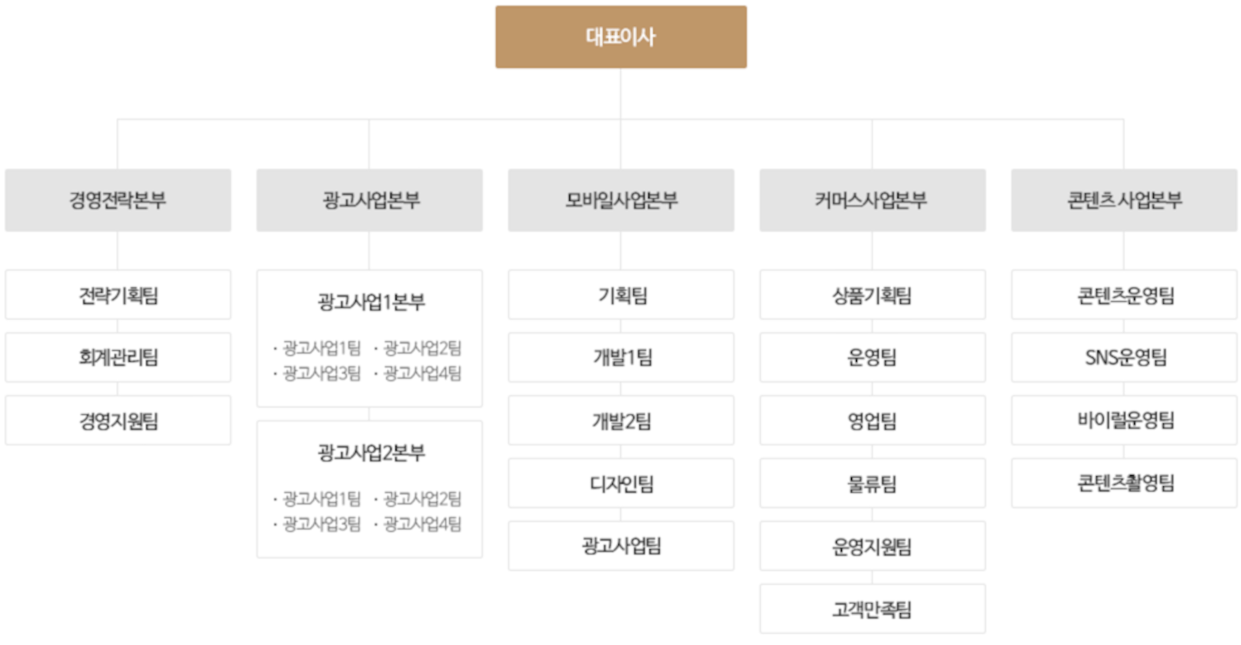 대표이사
경영전락본부
광고사업본부
모바일사업본부
커머스사업본부
콘텐츠 사업본부
전략기획팀
회계관리팀
경영지원팀
광고사업1본부
· 광고사업1팀 · 광고사업2팀
· 광고사업3팀 · 광고사업4팀
광고사업2본부
· 광고사업1팀 · 광고사업2팀
· 광고사업3팀 · 광고사업4팀
기획팀
개발1팀
개발2팀
디자인팀
광고사업팀
상품기획팀
운영팀
영업팀
물류팀
운영지원팀
고객만족팀
콘텐츠운영팀
SNS운영팀
바이럴운영팀
콘텐츠촬영팀